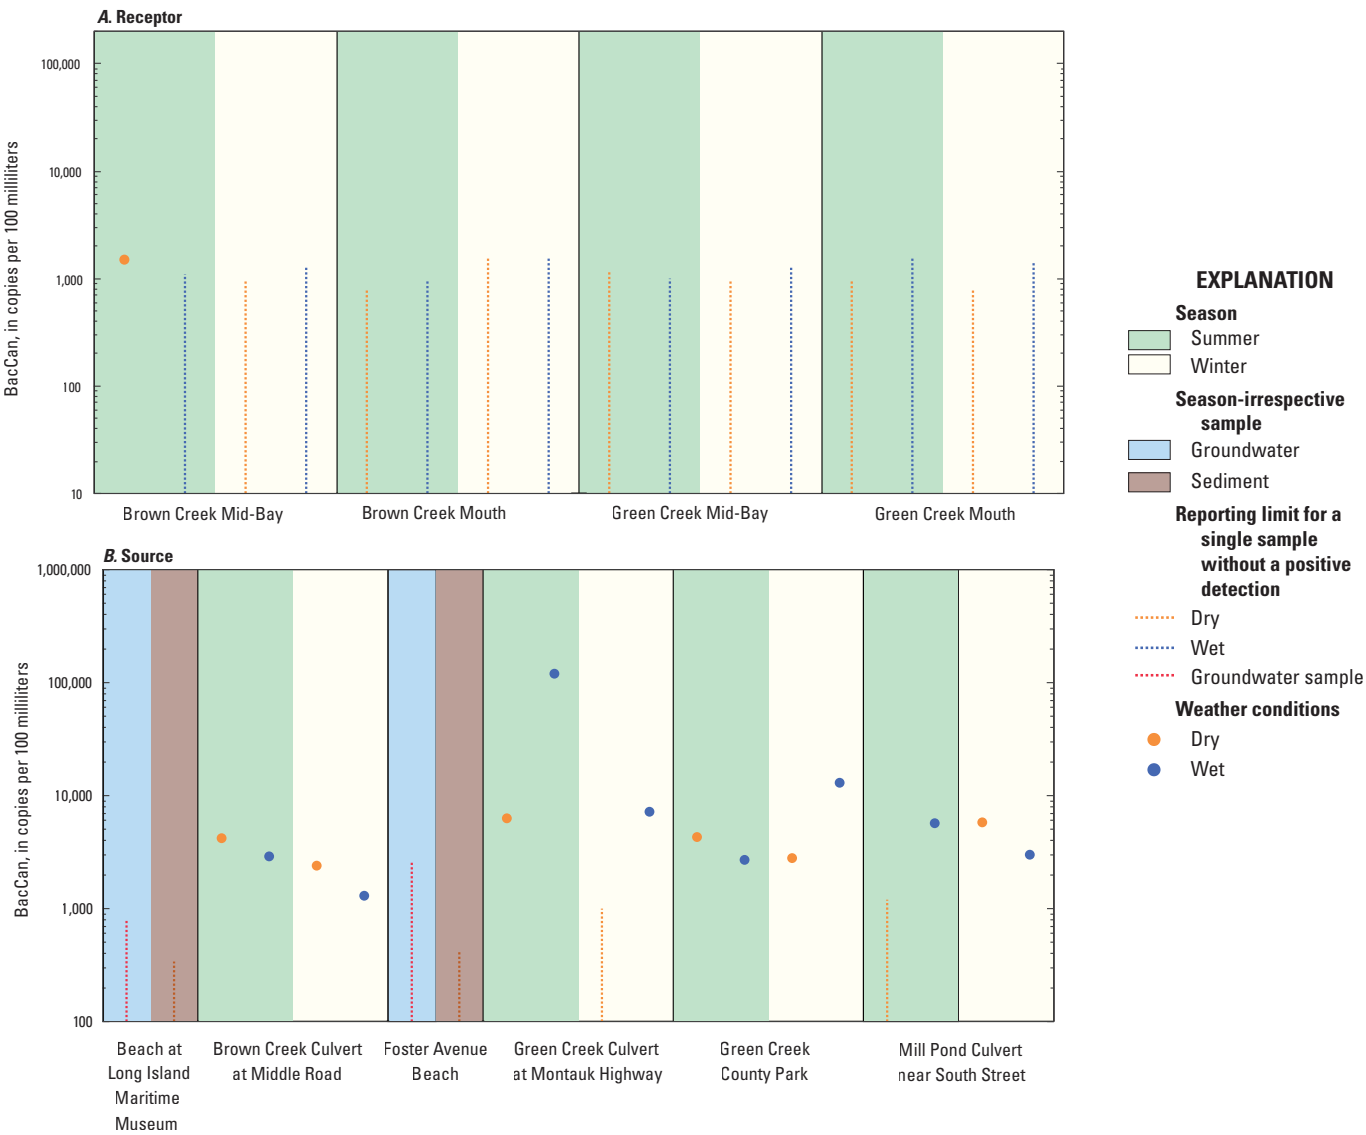 A. Receptor
BacCan, in copies per 100 milliliters
100,000
10,000
1,000
100
10
Brown Creek Mid-Bay
Brown Creek Mouth
Green Creek Mid-Bay
Green Creek Mouth
B. Source
BacCan, in copies per 100 milliliters
1,000,000
100,000
10,000
1,000
100
Beach at
Long Island
Maritime
Museum
Brown Creek Culvert
at Middle Road
Foster Avenue
Beach
Green Creek Culvert
at Montauk Highway
Green Creek
County Park
Mill Pond Culvert
near South Street
EXPLANATION
Season
Summer
Winter
Season-irrespective
sample
Groundwater
Sediment
Reporting limit for a
single sample
without a positive
detection
Dry
Wet
Groundwater sample
Weather conditions
Dry
Wet